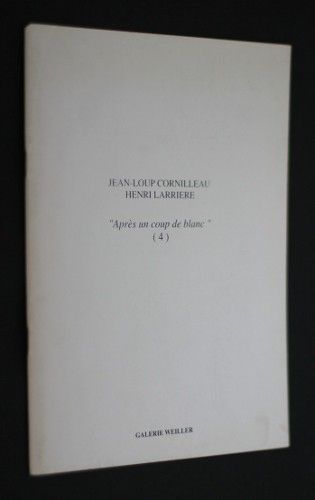 JEAN-LOUP CORNILLEAU
HENRI LARRIERE
"Après un coup de blanc "
( 4 )
GALERIE WEILLER